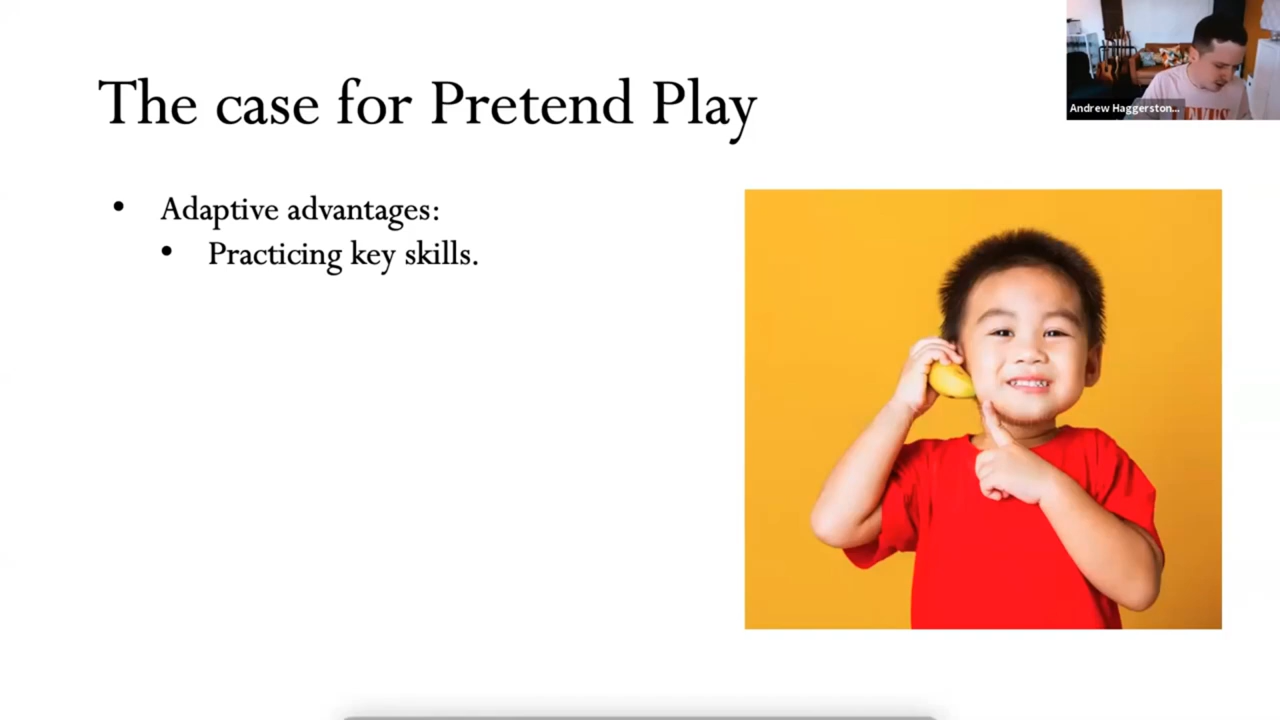 The case for Pretend Play
Andrew Haggerston...
• Adaptive advantages:
• Practicing key skills.